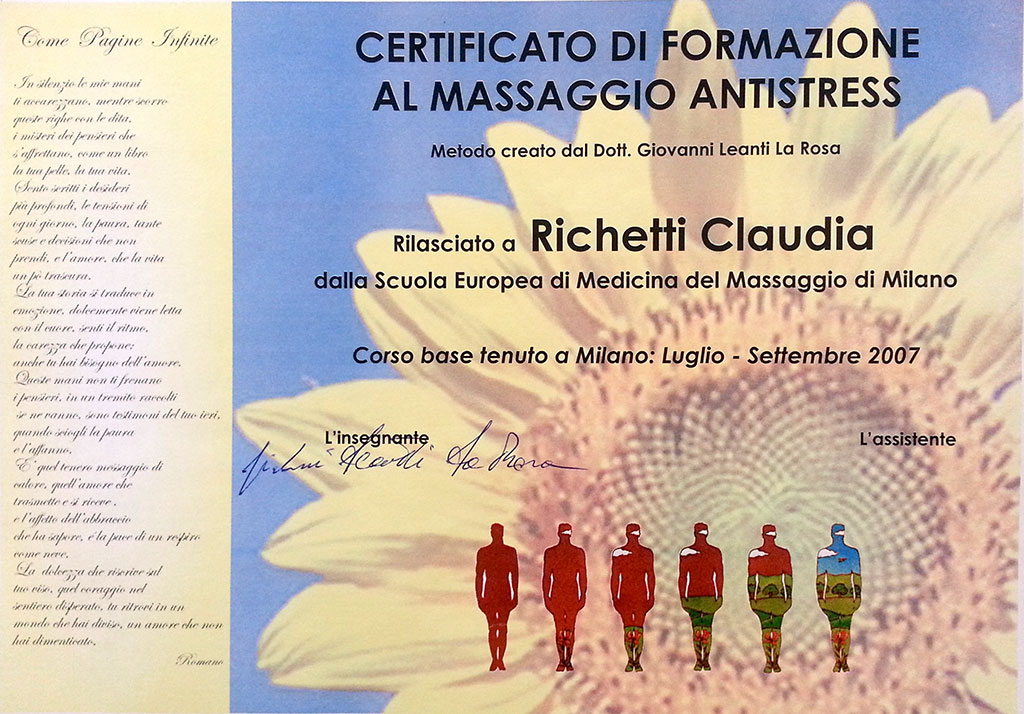 Come Pagine Infinite
In silenzio le mie mani
ti accarezzano, mentre scorro
queste righe con le dita,
i misteri dei pensieri che
s'affrettano, come un libro
la tua pelle, la tua vita.
Sento scritti i desideri
più profondi, le tensioni di
ogni giorno, la paura, tante
scuse e decisioni che non
prendi, e l'amore, che la vita
un pò trascura.
La tua storia si traduce in
emozione, dolcemente viene letta
con il cuore, senti il ritmo,
la carezza che propone:
anche tu hai bisogno dell'amore.
Queste mani non ti frenano
i pensieri, in un tremito raccolti
se ne vanno, sono testimoni del tuo ieri,
quando sciogli la paura
e l'affanno.
E' quel tenero messaggio di
calore, quell'amore che
trasmette e si riceve ,
e l'affetto dell'abbraccio
che ha sapore, è la pace di un respiro
come neve.
La dolcezza che riscrive sul
tuo viso, quel coraggio nel
sentiero disperato, tu ritrovi in un
mondo che hai diviso, un amore che non
hai dimenticato.
Romano
CERTIFICATO DI FORMAZIONE
AL MASSAGGIO ANTISTRESS
Metodo creato dal Dott. Giovanni Leanti La Rosa
Rilasciato a Richetti Claudia
dalla Scuola Europea di Medicina del Massaggio di Milano
Corso base tenuto a Milano: Luglio - Settembre 2007
L'insegnante
L'assistente